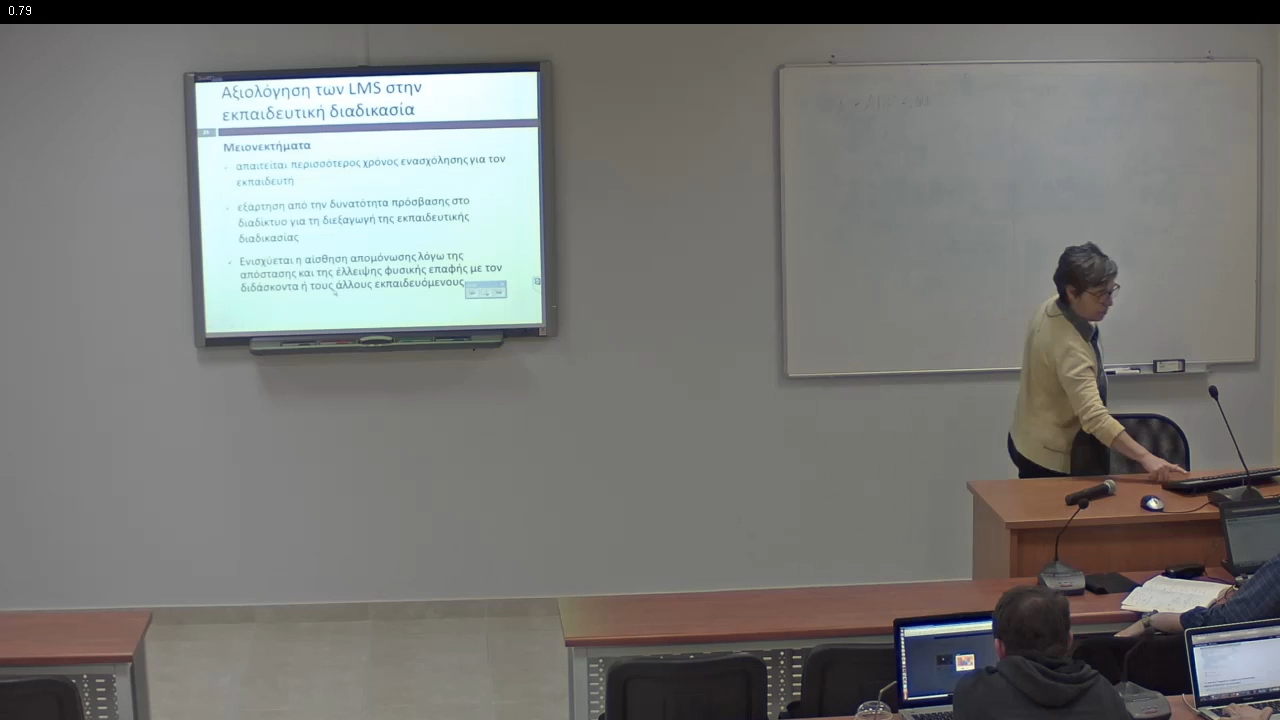 0.79
Αξιολόγηση των LMS στην
εκπαιδευτική διαδικασία
Μειονεκτήματα
απαιτείται περισσότερος χρόνος ενασχόλησης για τον
εκπαιδευτή
εξάρτηση από την δυνατότητα πρόσβασης στο
διαδίκτυο για τη διεξαγωγή της εκπαιδευτικής
διαδικασίας
Ενισχύεται η αίσθηση απομόνωσης λόγω της
απόστασης και της έλλειψης φυσικής επαφής με τον
διδάσκοντα ή τους άλλους εκπαιδευόμενους